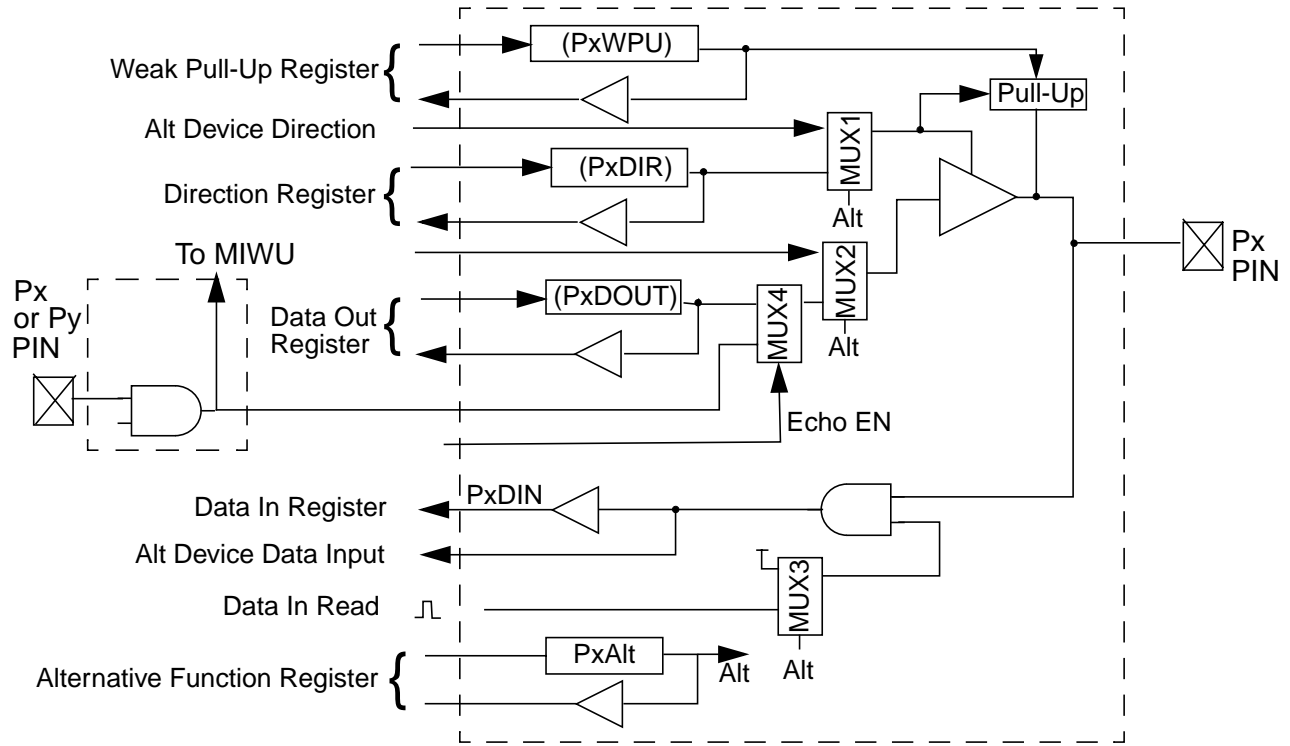 (PxWPU)
Weak Pull-Up Register {
Pull-Up
Alt Device Direction
MUX1
(PxDIR)
Direction Register {
Alt
To MIWU
MUX2
Px
PIN
Px
or Py
PIN
(PxDOUT)
Data Out
Register {
MUX4
Alt
Echo EN
PxDIN
Data In Register
Alt Device Data Input
MUX3
Data In Read
PxAlt
Alt
Alt
Alternative Function Register {